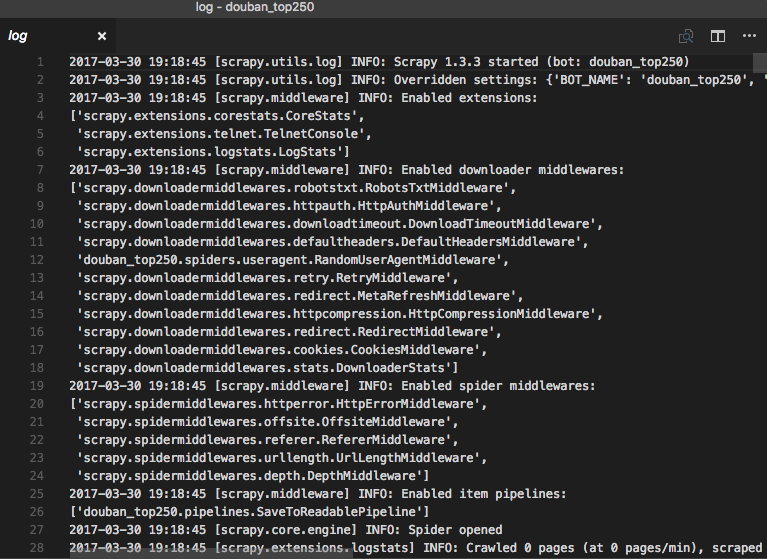 log - douban_top250
log
1 2017-03-30 19:18:45 [scrapy.utils.log] INFO: Scrapy 1.3.3 started (bot: douban_top250)
2 2017-03-30 19:18:45 [scrapy.utils.log] INFO: Overridden settings: {'BOT_NAME': 'douban_top250', '
3 2017-03-30 19:18:45 [scrapy.middleware] INFO: Enabled extensions:
4 ['scrapy.extensions.corestats.CoreStats',
5  'scrapy.extensions.telnet.TelnetConsole',
6  'scrapy.extensions.logstats.LogStats']
7 2017-03-30 19:18:45 [scrapy.middleware] INFO: Enabled downloader middlewares:
8 ['scrapy.downloadermiddlewares.robotstxt.RobotsTxtMiddleware',
9  'scrapy.downloadermiddlewares.httpauth.HttpAuthMiddleware',
10  'scrapy.downloadermiddlewares.downloadtimeout.DownloadTimeoutMiddleware',
11  'scrapy.downloadermiddlewares.defaultheaders.DefaultHeadersMiddleware',
12  'douban_top250.spiders.useragent.RandomUserAgentMiddleware',
13  'scrapy.downloadermiddlewares.retry.RetryMiddleware',
14  'scrapy.downloadermiddlewares.redirect.MetaRefreshMiddleware',
15  'scrapy.downloadermiddlewares.httpcompression.HttpCompressionMiddleware',
16  'scrapy.downloadermiddlewares.redirect.RedirectMiddleware',
17  'scrapy.downloadermiddlewares.cookies.CookiesMiddleware',
18  'scrapy.downloadermiddlewares.stats.DownloaderStats']
19 2017-03-30 19:18:45 [scrapy.middleware] INFO: Enabled spider middlewares:
20 ['scrapy.spidermiddlewares.httperror.HttpErrorMiddleware',
21  'scrapy.spidermiddlewares.offsite.OffsiteMiddleware',
22  'scrapy.spidermiddlewares.referer.RefererMiddleware',
23  'scrapy.spidermiddlewares.urllength.UrlLengthMiddleware',
24  'scrapy.spidermiddlewares.depth.DepthMiddleware']
25 2017-03-30 19:18:45 [scrapy.middleware] INFO: Enabled item pipelines:
26 ['douban_top250.pipelines.SaveToReadablePipeline']
27 2017-03-30 19:18:45 [scrapy.core.engine] INFO: Spider opened
28 2017-03-30 19:18:45 [scrapy.extensions.logstats] INFO: Crawled 0 pages (at 0 pages/min), scraped